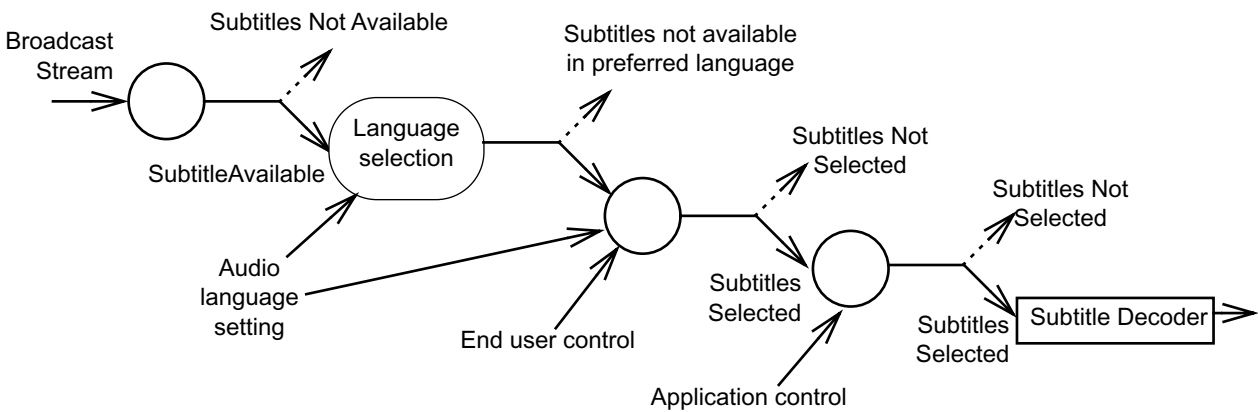 Subtitles Not Available
Broadcast
Stream
Subtitles not available
in preferred language
Language
selection
SubtitleAvailable
Subtitles Not
Selected
Subtitles Not
Selected
Audio
language
setting
Subtitles
Selected
End user control
Subtitles
Selected
Subtitle Decoder
Application control